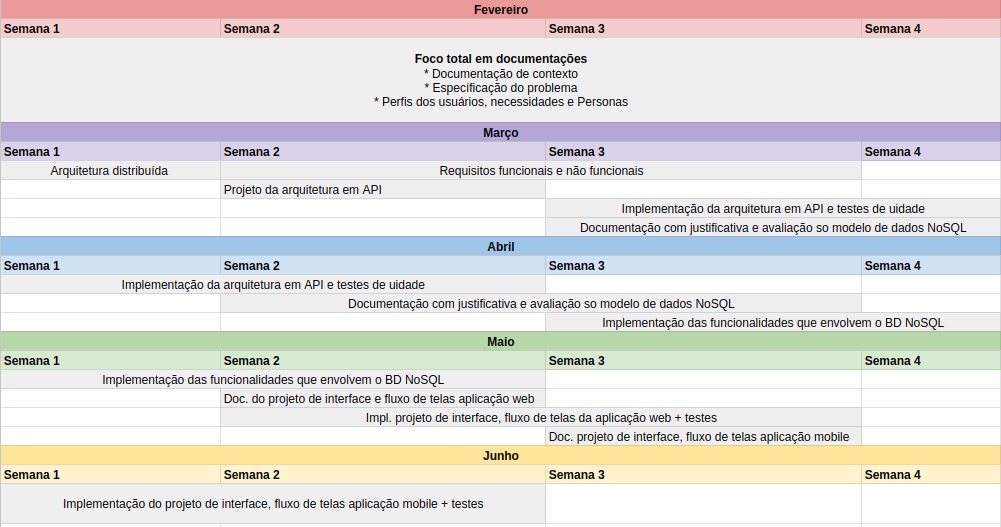 Fevereiro
Semana 1 Semana 2 Semana 3 Semana 4
Foco total em documentações
* Documentação de contexto
* Específicação do problema
* Perfis dos usuários, necessidades e Personas
Março
Semana 1 Semana 2 Semana 3 Semana 4
Arquitetura distribuída Requisitos funcionais e não funcionais
Projeto da arquitetura em API
Implementação da arquitetura em API e testes de uidade
Documentação com justificativa e avaliação so modelo de dados NoSQL
Abril
Semana 1 Semana 2 Semana 3 Semana 4
Implementação da arquitetura em API e testes de uidade
Documentação com justificativa e avaliação so modelo de dados NoSQL
Implementação das funcionalidades que envolvem o BD NoSQL
Maio
Semana 1 Semana 2 Semana 3 Semana 4
Implementação das funcionalidades que envolvem o BD NoSQL
Doc. do projeto de interface e fluxo de telas aplicação web
Impl. projeto de interface, fluxo de telas da aplicação web + testes
Doc. projeto de interface, fluxo de telas aplicação mobile
Junho
Semana 1 Semana 2 Semana 3 Semana 4
Implementação do projeto de interface, fluxo de telas aplicação mobile + testes